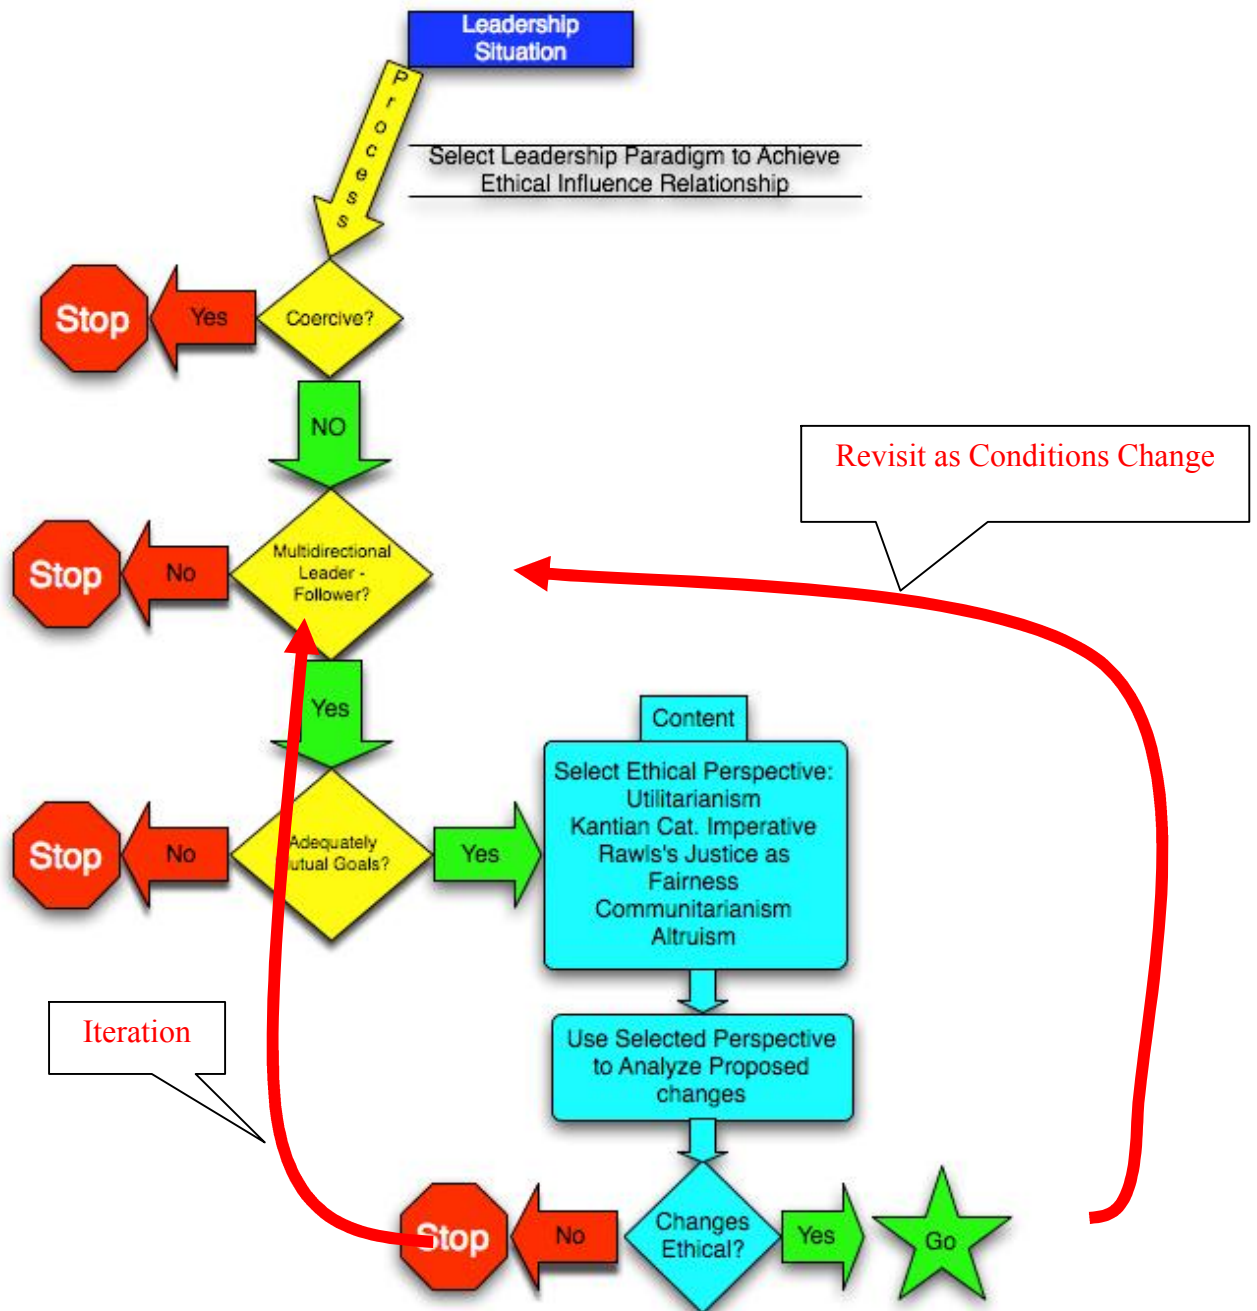 Leadership
Situation
Process
Select Leadership Paradigm to Achieve
Ethical Influence Relationship
Stop
Yes
Coercive?
NO
Revisit as Conditions Change
Stop
No
Multidirectional
Leader -
Follower?
Yes
Content
Select Ethical Perspective:
Utilitarianism
Kantian Cat. Imperative
Rawls's Justice as
Fairness
Communitarianism
Altruism
Stop
No
Adequately
Mutual Goals?
Yes
Iteration
Use Selected Perspective
to Analyze Proposed
changes
Stop
No
Changes
Ethical?
Yes
Go